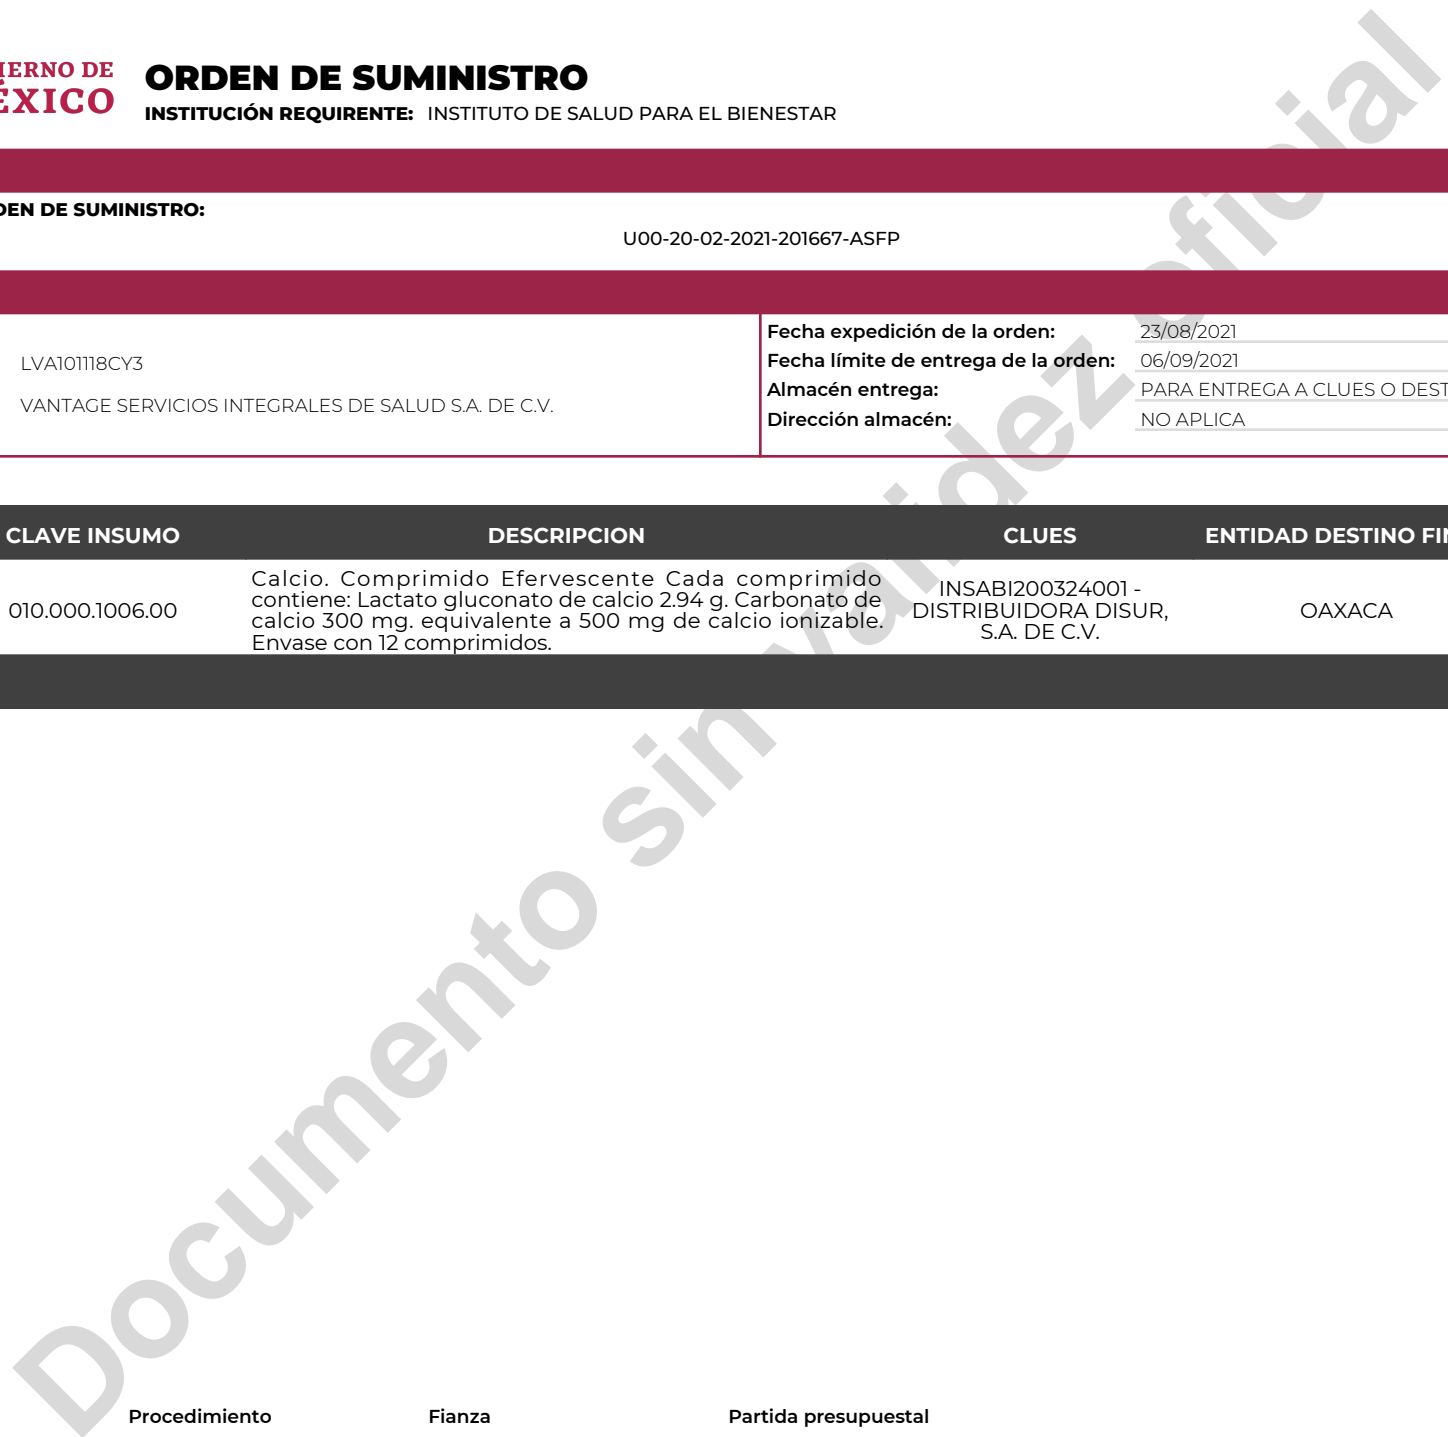 IERNO DE
ÉXICO
ORDEN DE SUMINISTRO
INSTITUCIÓN REQUIRENTE: INSTITUTO DE SALUD PARA EL BIENESTAR
DEN DE SUMINISTRO:
U00-20-02-2021-201667-ASFP
LVA101118CY3
VANTAGE SERVICIOS INTEGRALES DE SALUD S.A. DE C.V.
Fecha expedición de la orden: 23/08/2021
Fecha límite de entrega de la orden: 06/09/2021
Almacén entrega: PARA ENTREGA A CLUES O DEST
Dirección almacén: NO APLICA
CLAVE INSUMO DESCRIPCION CLUES ENTIDAD DESTINO FIN
010.000.1006.00
Calcio. Comprimido Efervescente Cada comprimido
contiene: Lactato gluconato de calcio 2.94 g. Carbonato de
calcio 300 mg. equivalente a 500 mg de calcio ionizable.
Envase con 12 comprimidos.
INSABI200324001 -
DISTRIBUIDORA DISUR,
S.A. DE C.V.
OAXACA
Documento sin validez oficial
Procedimiento Fianza Partida presupuestal